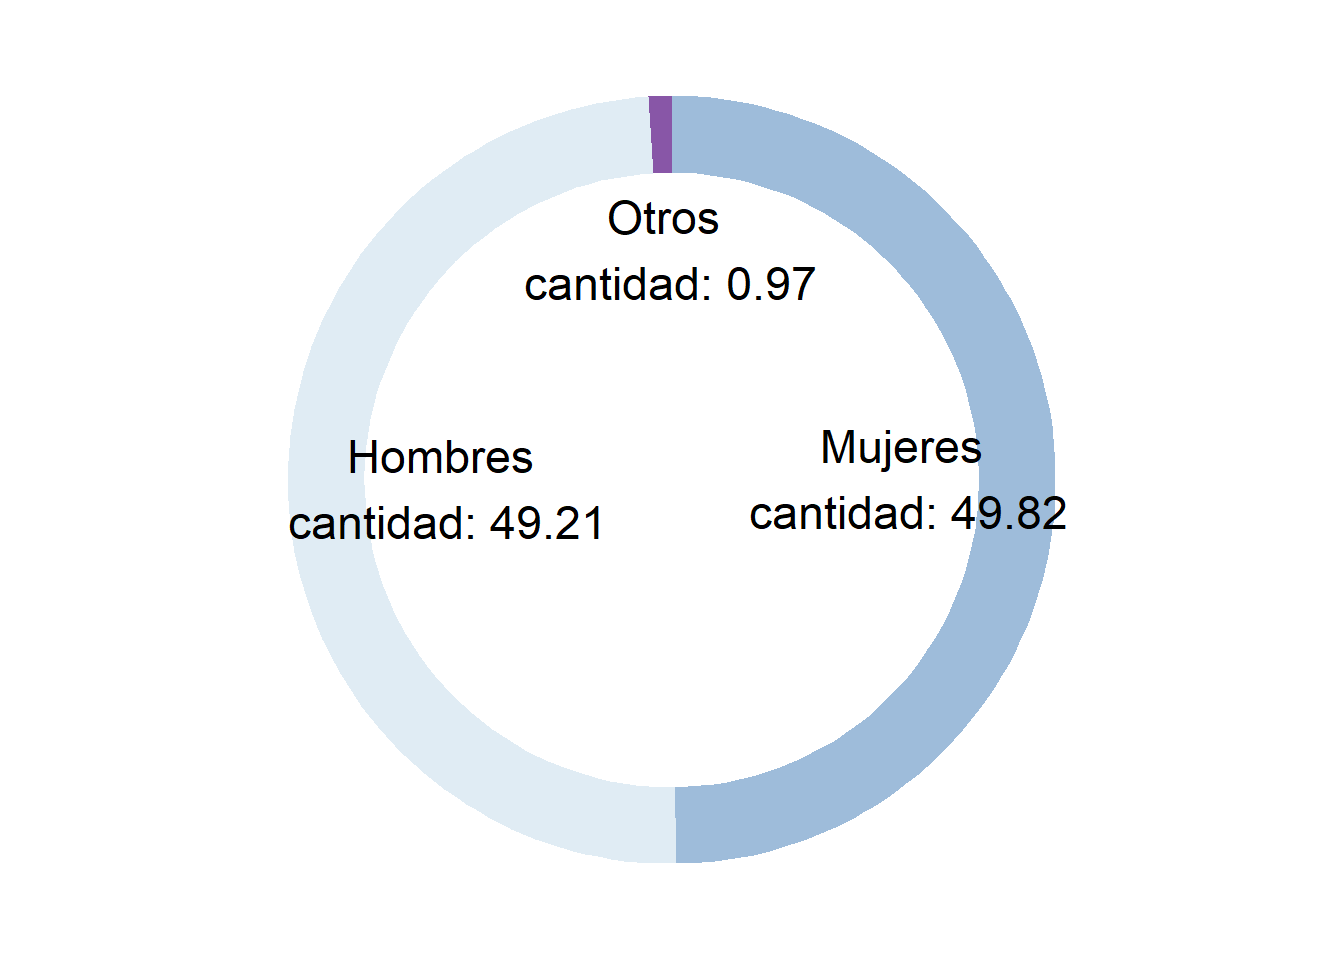 Otros
cantidad: 0.97
Hombres
cantidad: 49.21
Mujeres
cantidad: 49.82